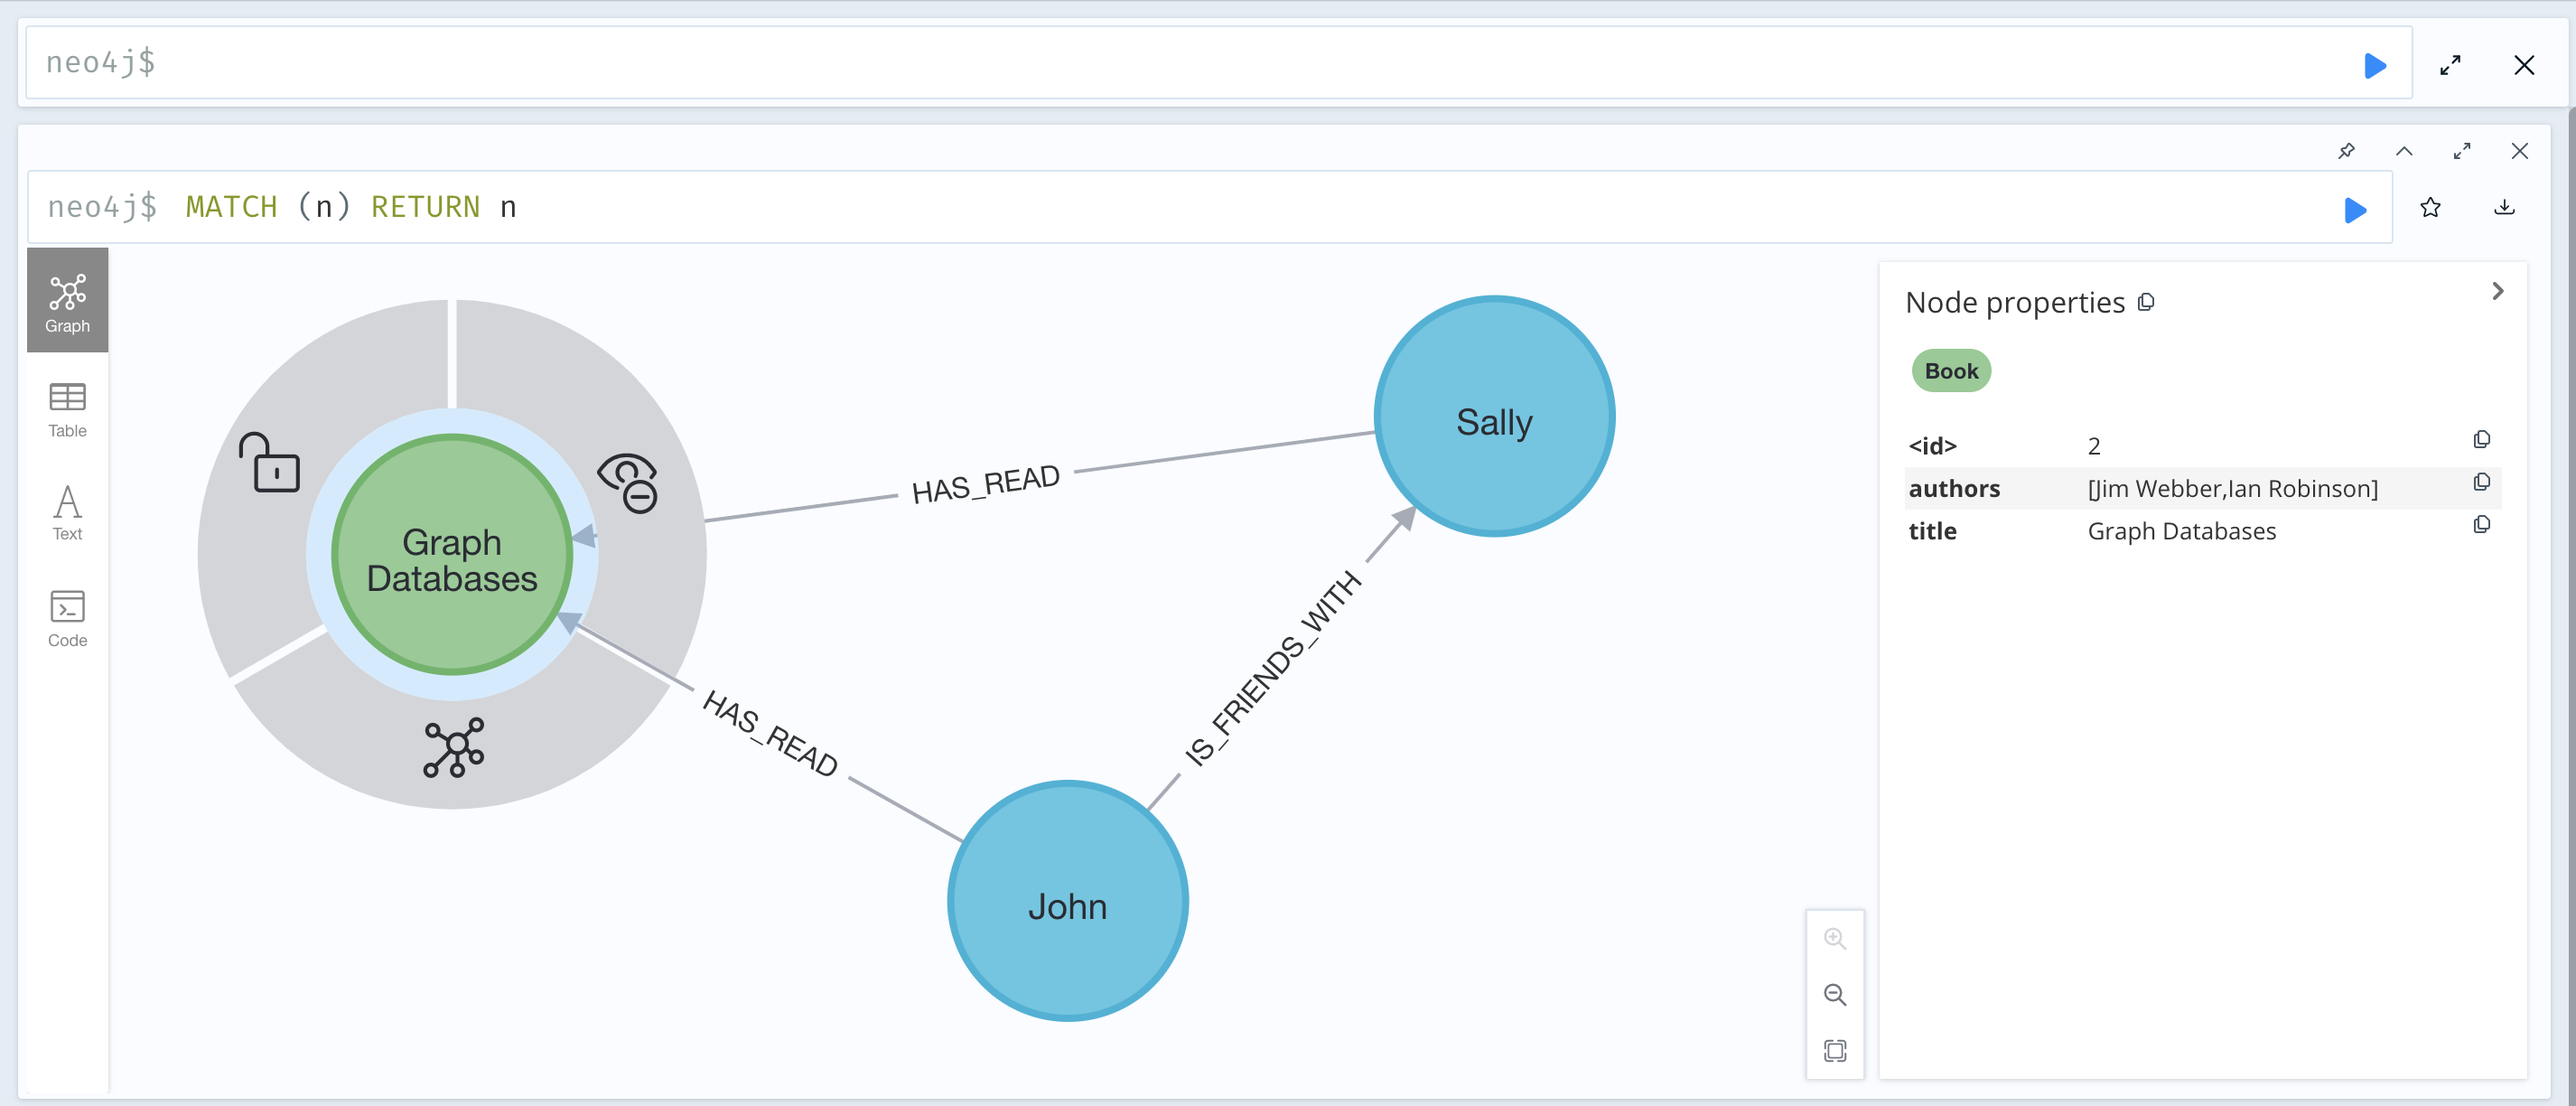 neo4j$
neo4j$ MATCH (n) RETURN n
Graph
Table
Text
Code
Graph
Databases
HAS_READ
Sally
HAS_READ
IS_FRIENDS_WITH
John
Node properties
Book
<id> 2
authors [Jim Webber,Ian Robinson]
title Graph Databases